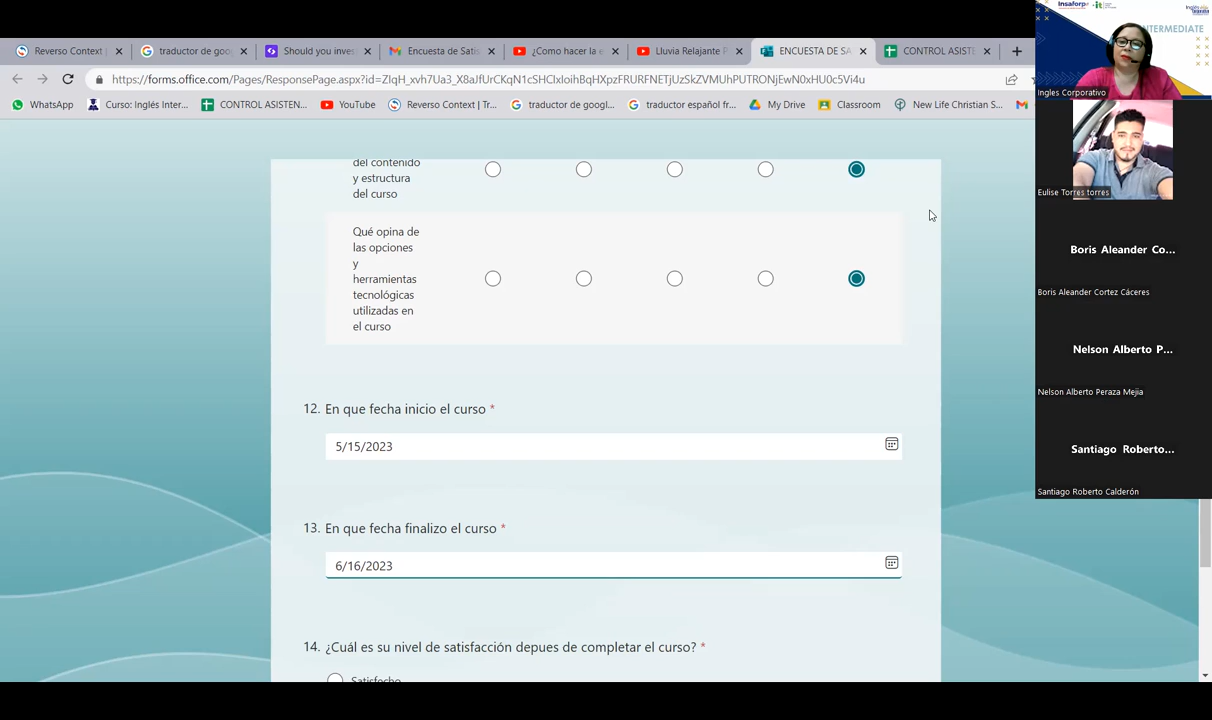 Insaforp
INTERMEDIATE
Reverso Context |
traductor de goo
Should you inves
Encuesta de Satis
¿Como hacer la e
Lluvia Relajante P
ENCUESTA DE SA
CONTROL ASISTE
https://forms.office.com/Pages/ResponsePage.aspx?id=ZIqH_xvh7Ua3_X8aJfUrCKqN1cSHCIxIoihBqHXpzFRURFNETjUzSkZVMUhPUTRONjEwN0xHU0c5Vi4u
WhatsApp
Curso: Inglés Inter...
CONTROL ASISTEN...
YouTube
Reverso Context | Tr...
traductor de googl...
traductor español fr...
My Drive
Classroom
New Life Christian S...
Ingles Corporativo
Eulise Torres torres
Boris Aleander Co...
Boris Aleander Cortez Cáceres
Nelson Alberto P...
Nelson Alberto Peraza Mejia
Santiago Roberto...
Santiago Roberto Calderón
del contenido
y estructura
del curso
Qué opina de
las opciones
y
herramientas
tecnológicas
utilizadas en
el curso
12. En que fecha inicio el curso *
5/15/2023
13. En que fecha finalizo el curso *
6/16/2023
14. ¿Cuál es su nivel de satisfacción depues de completar el curso? *
Satisfecho